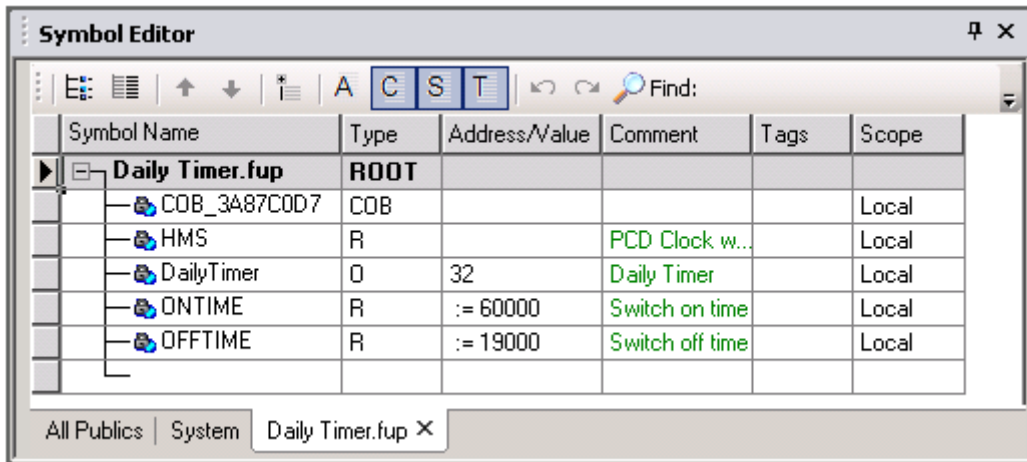 Symbol Editor
A C S T Find:
Symbol Name Type Address/Value Comment Tags Scope
Daily Timer.fup ROOT
COB_3A87C0D7 COB Local
HMS R PCD Clock w... Local
DailyTimer O 32 Daily Timer Local
ONTIME R := 60000 Switch on time Local
OFFTIME R := 19000 Switch off time Local
All Publics System Daily Timer.fup